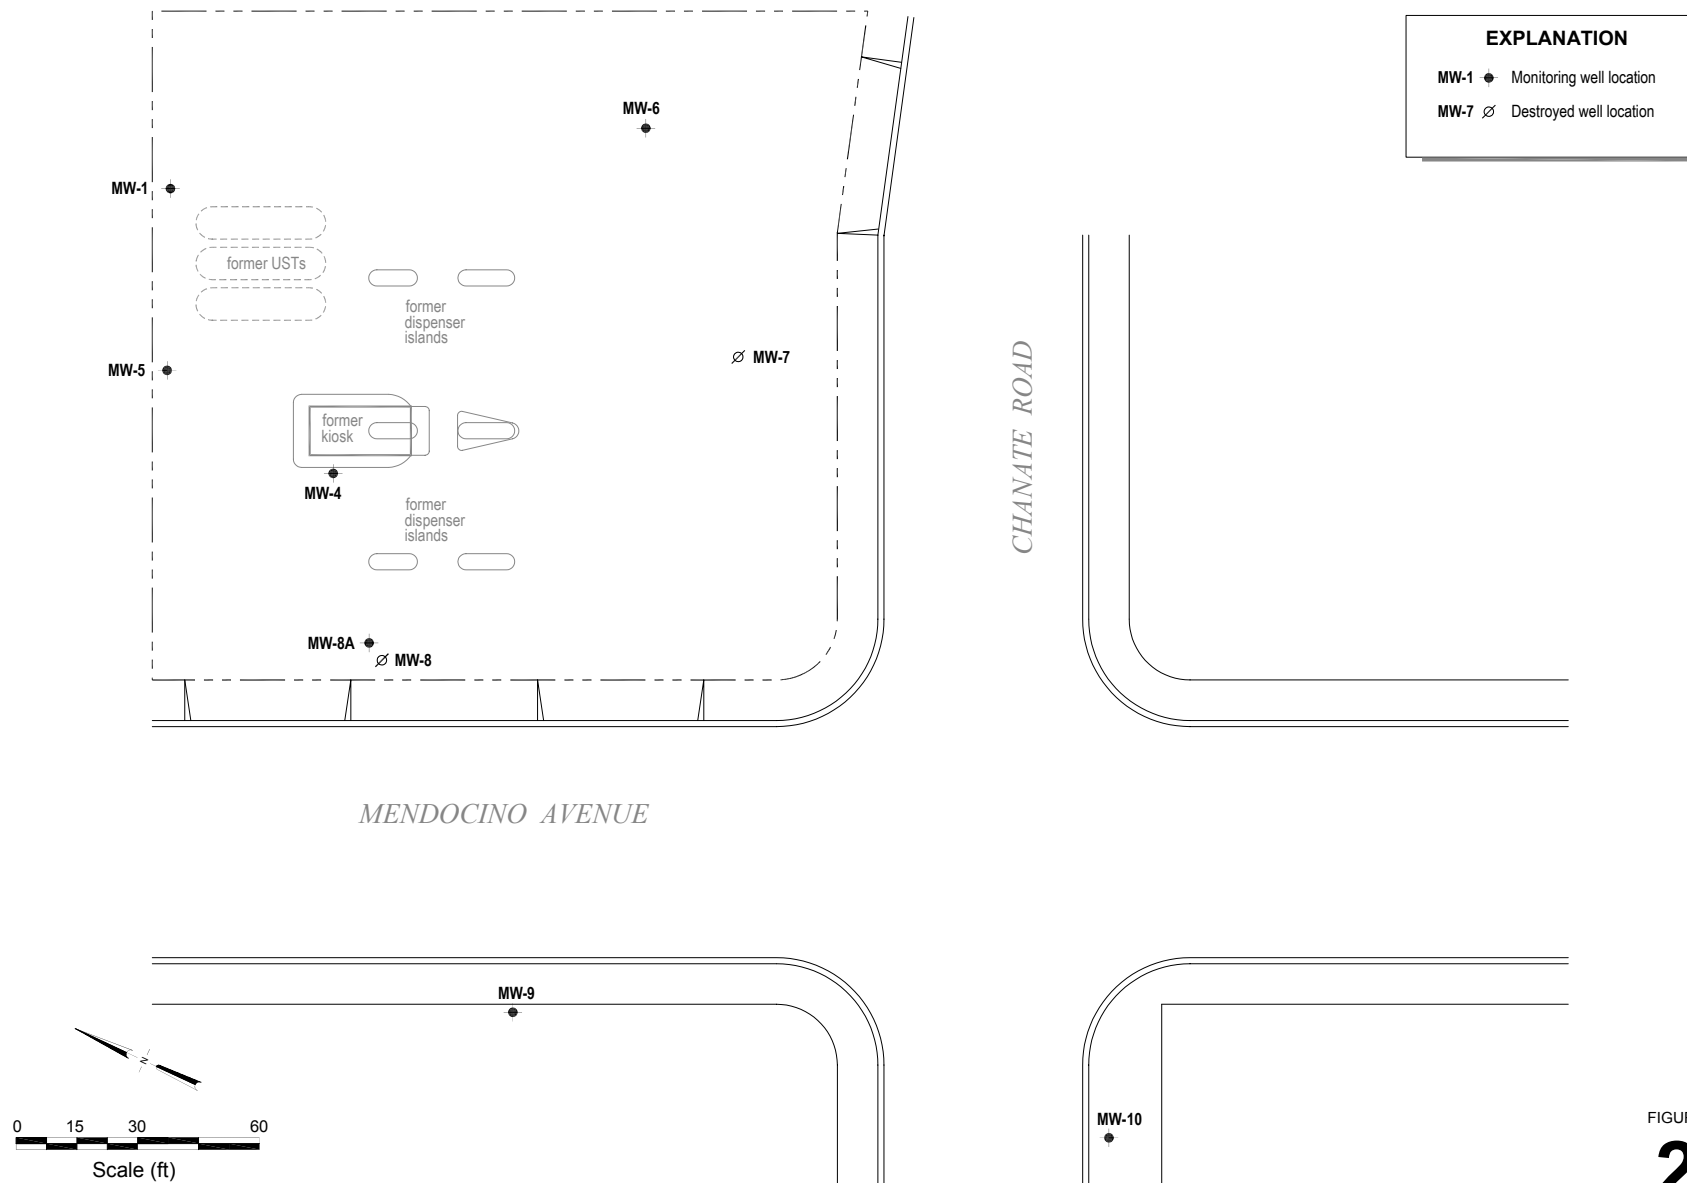 EXPLANATION
MW-1 Monitoring well location
MW-7 Destroyed well location
MW-6
MW-1
former USTs
former
dispenser
islands
MW-7
MW-5
former
kiosk
MW-4
former
dispenser
islands
CHANATE ROAD
MW-8A
MW-8
MENDOCINO AVENUE
MW-9
N
0 15 30 60
Scale (ft)
MW-10
FIGUR
2